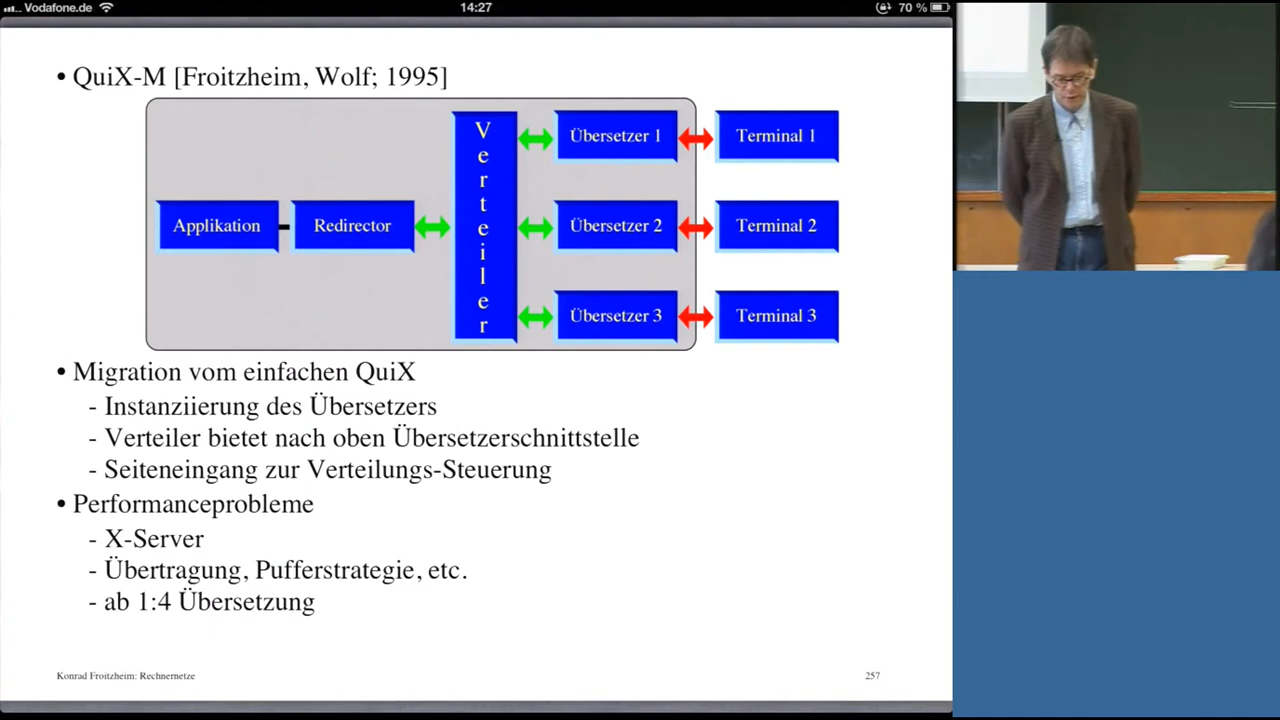 Vodafone.de 14:27 70 %
• QuiX-M [Froitzheim, Wolf; 1995]
Verteiler
Übersetzer 1 Terminal 1
Applikation Redirector Übersetzer 2 Terminal 2
Übersetzer 3 Terminal 3
• Migration vom einfachen QuiX
- Instanziierung des Übersetzers
- Verteiler bietet nach oben Übersetzerschnittstelle
- Seiteneingang zur Verteilungs-Steuerung
• Performanceprobleme
- X-Server
- Übertragung, Pufferstrategie, etc.
- ab 1:4 Übersetzung
Konrad Froitzheim: Rechnernetze 257